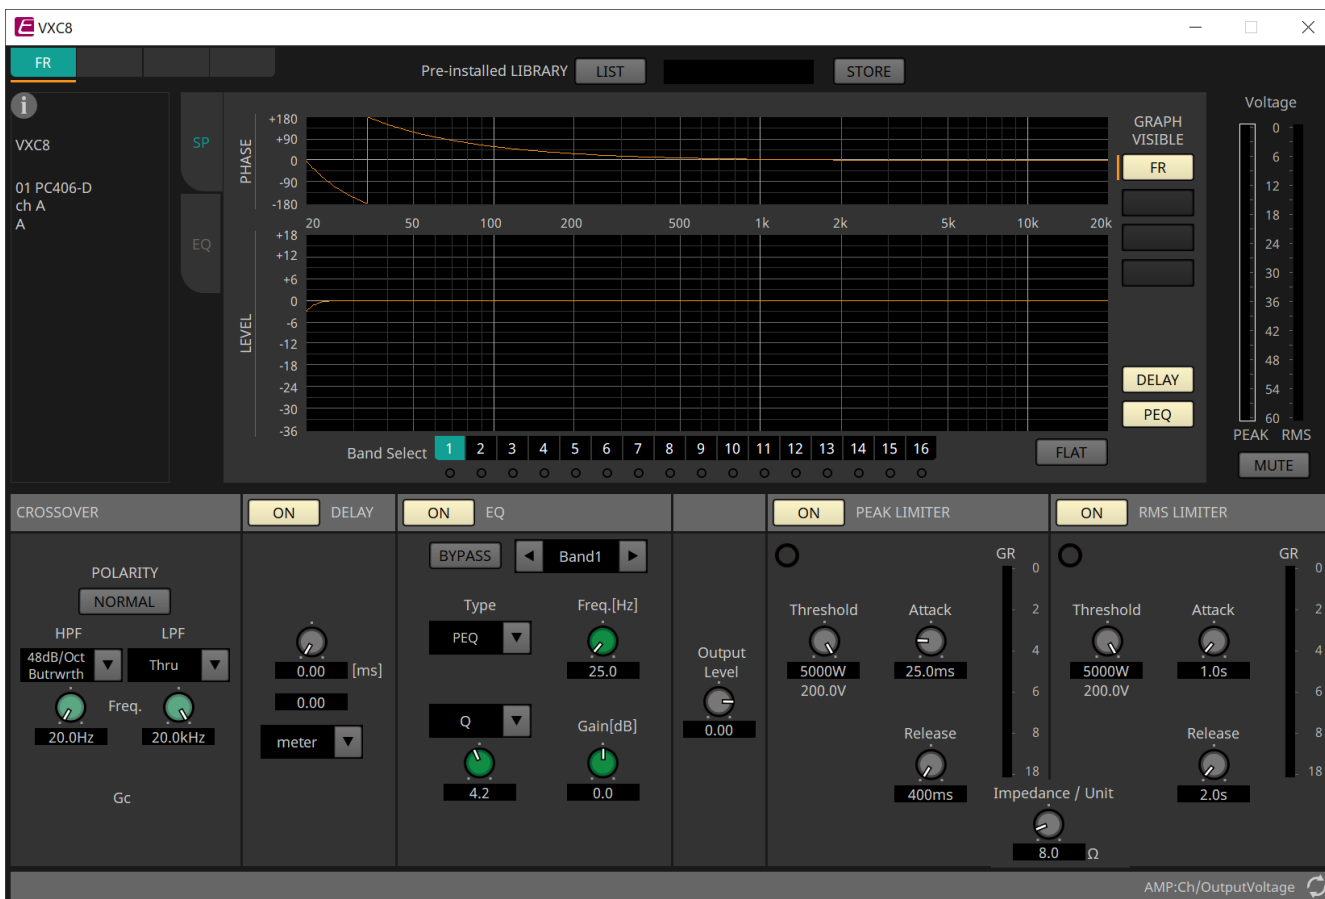 VXC8
FR
Pre-installed LIBRARY LIST STORE
VXC8
01 PC406-D
ch A
A
SP
EQ
PHASE
+180
+90
0
-90
-180
20 50 100 200 500 1k 2k 5k 10k 20k
LEVEL
+18
+12
+6
0
-6
-12
-18
-24
-30
-36
Band Select 1 2 3 4 5 6 7 8 9 10 11 12 13 14 15 16
FLAT
GRAPH
VISIBLE
FR
DELAY
PEQ
Voltage
0
6
12
18
24
30
36
42
48
54
60
PEAK RMS
MUTE
CROSSOVER
POLARITY
NORMAL
HPF LPF
48dB/Oct
Butrwrth
Thru
Freq.
20.0Hz 20.0kHz
Gc
ON DELAY
0.00 [ms]
0.00
meter
ON EQ
BYPASS Band1
Type Freq.[Hz]
PEQ
25.0
Q Gain[dB]
4.2 0.0
Output
Level
0.00
ON PEAK LIMITER
GR
0
2
4
6
8
18
Threshold Attack
5000W 25.0ms
200.0V
Release
400ms
Impedance / Unit
8.0 Ω
ON RMS LIMITER
GR
0
2
4
6
8
18
Threshold Attack
5000W 1.0s
200.0V
Release
2.0s
AMP:Ch/OutputVoltage